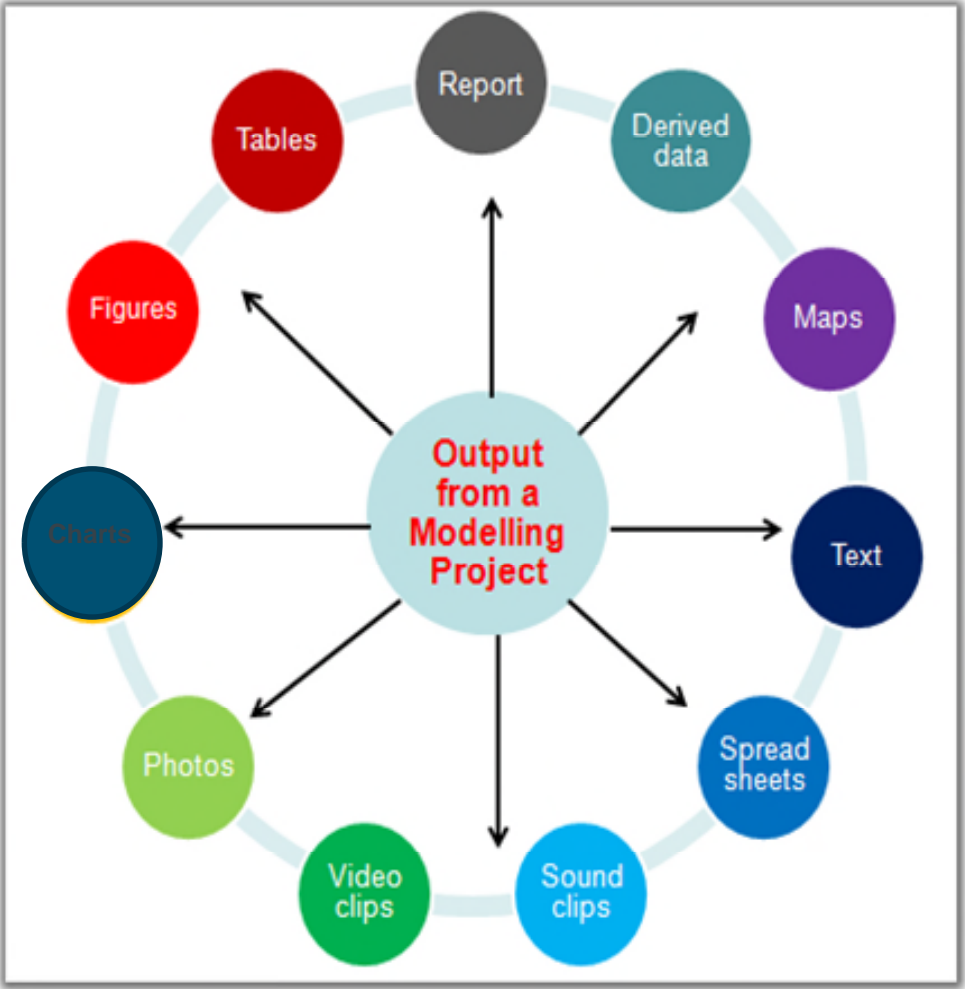 Report
Derived
data
Maps
Text
Spread
sheets
Sound
clips
Video
clips
Photos
Charts
Figures
Tables
Output
from a
Modelling
Project